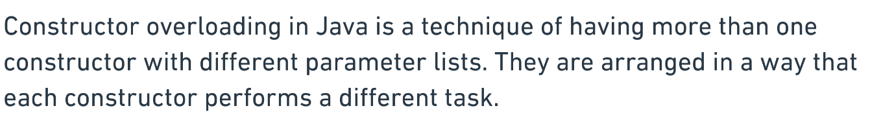 Constructor overloading in Java is a technique of having more than one
constructor with different parameter lists. They are arranged in a way that
each constructor performs a different task.